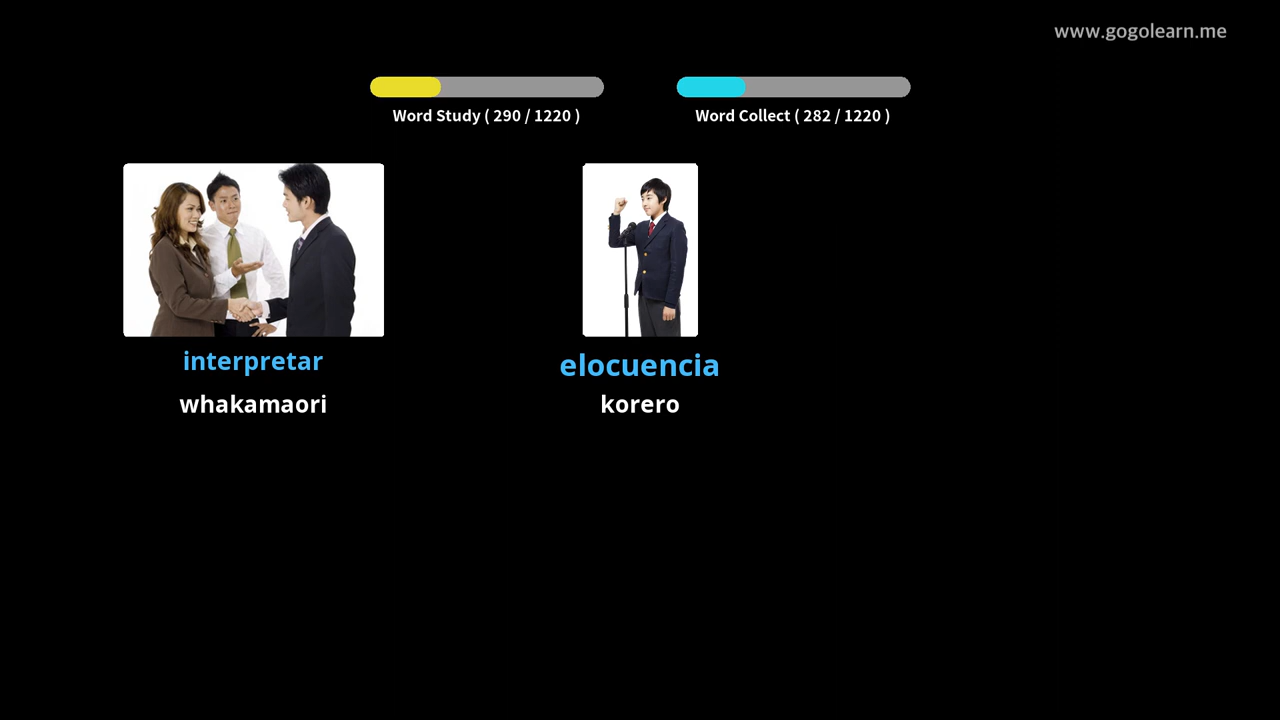 www.gogolearn.me
Word Study ( 290 / 1220 )
Word Collect ( 282 / 1220 )
interpretar
whakamaori
elocuencia
korero